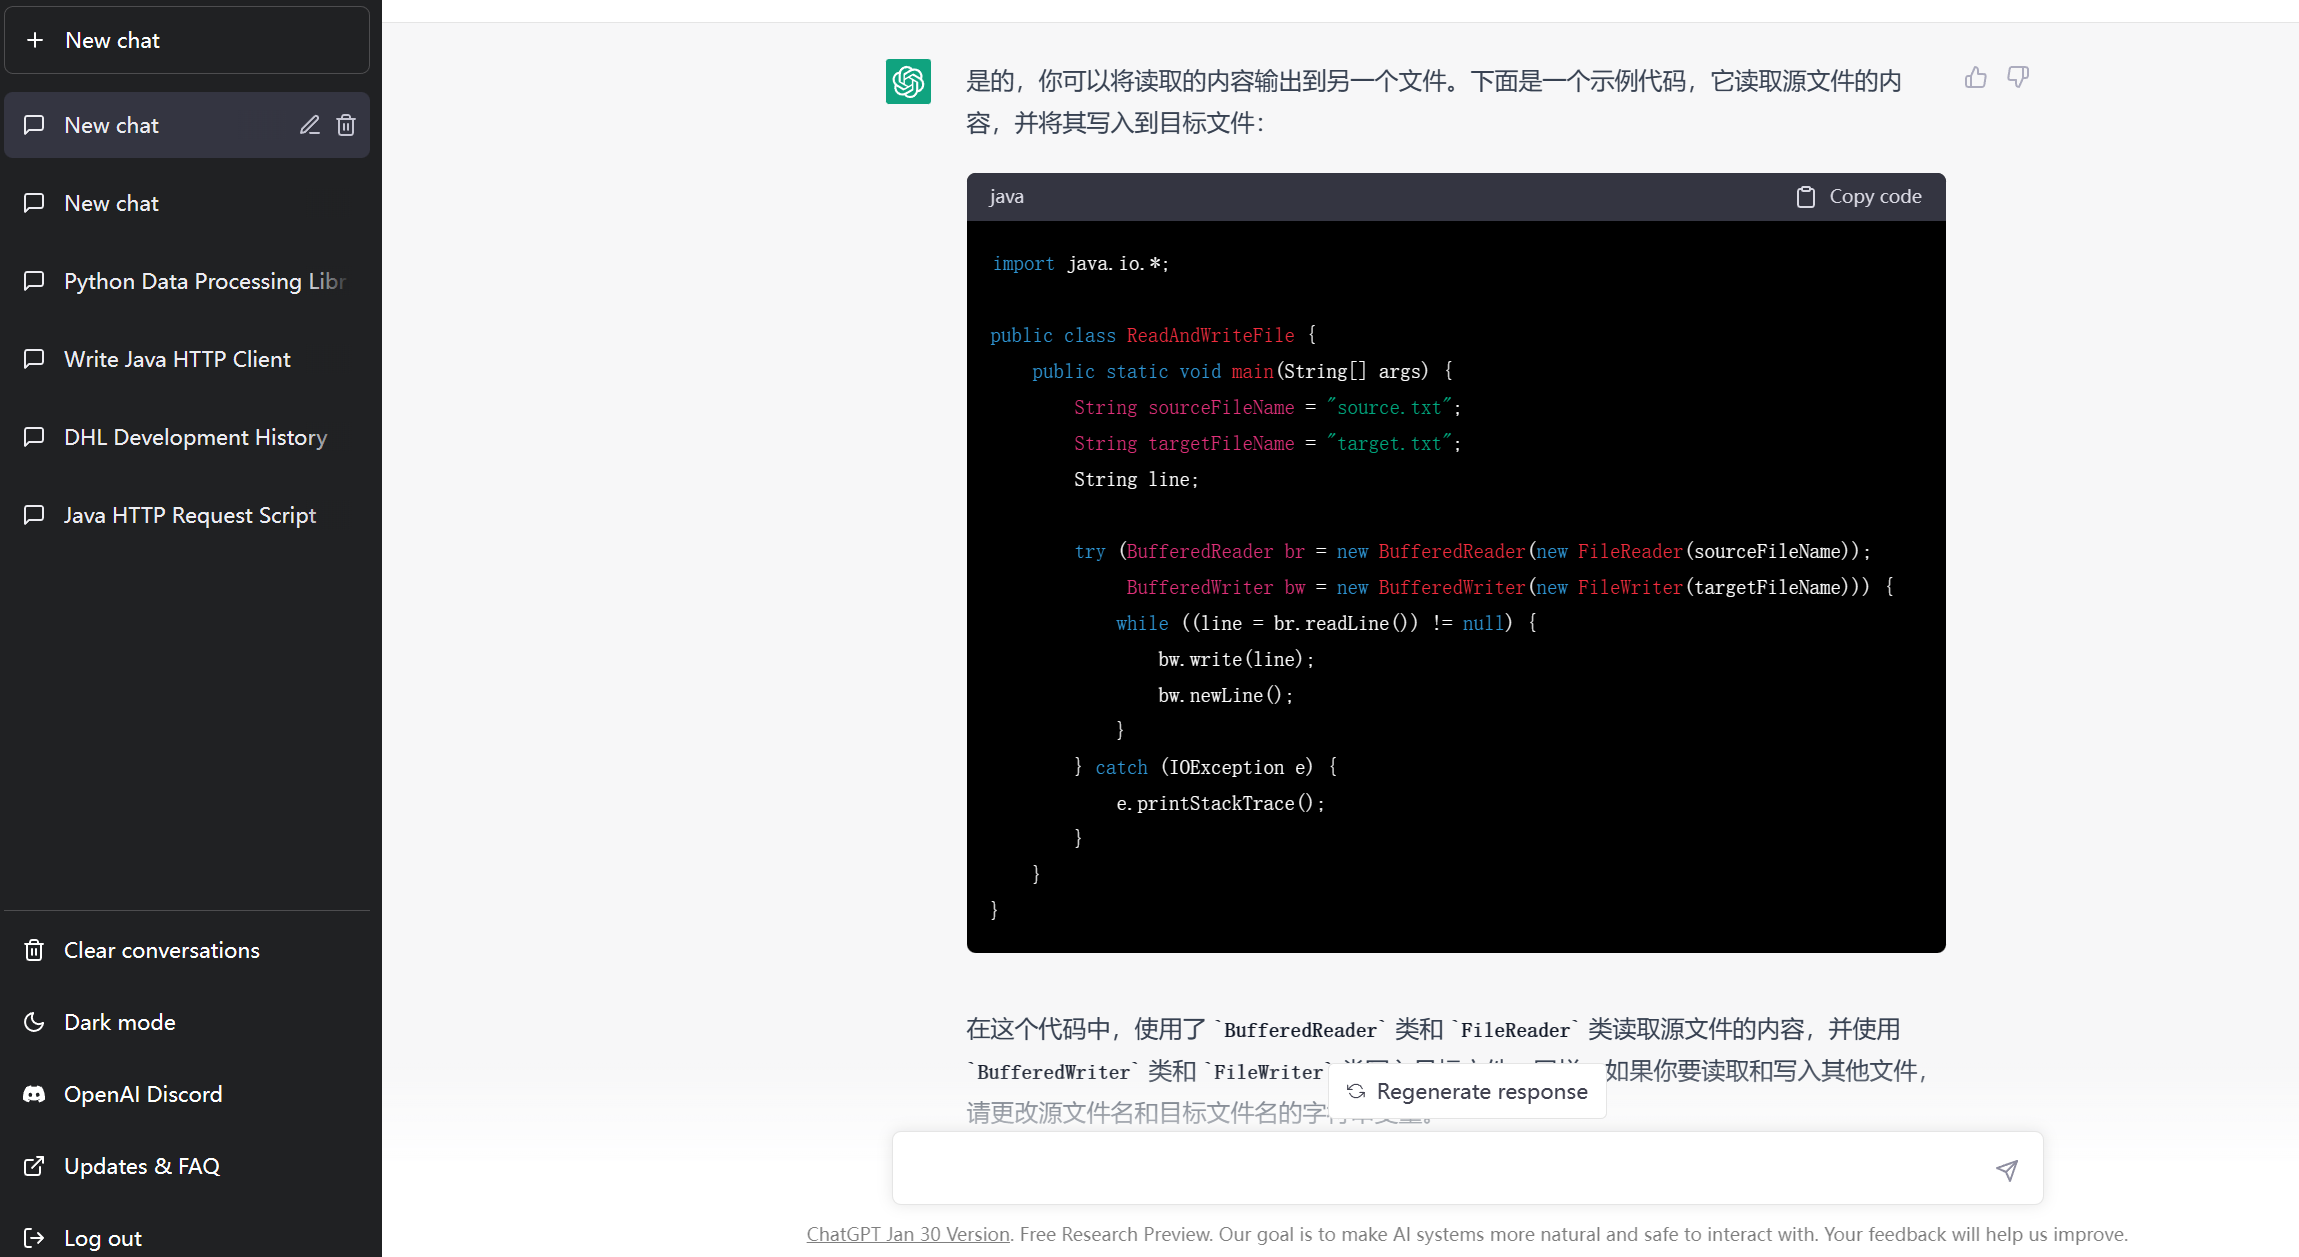 New chat
New chat
New chat
Python Data Processing Libr
Write Java HTTP Client
DHL Development History
Java HTTP Request Script
Clear conversations
Dark mode
OpenAI Discord
Updates & FAQ
Log out
是的，你可以将读取的内容输出到另一个文件。下面是一个示例代码，它读取源文件的内
容，并将其写入到目标文件：
java
Copy code
import java.io.*;
public class ReadAndWriteFile {
    public static void main(String[] args) {
        String sourceFileName = "source.txt";
        String targetFileName = "target.txt";
        String line;
        try (BufferedReader br = new BufferedReader(new FileReader(sourceFileName));
             BufferedWriter bw = new BufferedWriter(new FileWriter(targetFileName))) {
            while ((line = br.readLine()) != null) {
                bw.write(line);
                bw.newLine();
            }
        } catch (IOException e) {
            e.printStackTrace();
        }
    }
}
在这个代码中，使用了 `BufferedReader` 类和 `FileReader` 类读取源文件的内容，并使用
`BufferedWriter` 类和 `FileWriter` 如果你要读取和写入其他文件，
请更改源文件名和目标文件名的字
Regenerate response
ChatGPT Jan 30 Version. Free Research Preview. Our goal is to make AI systems more natural and safe to interact with. Your feedback will help us improve.